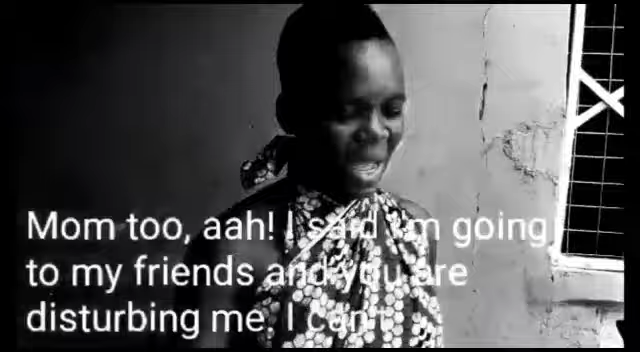 Mom too, aah! I said I'm going
to my friends and you are
disturbing me. I can't